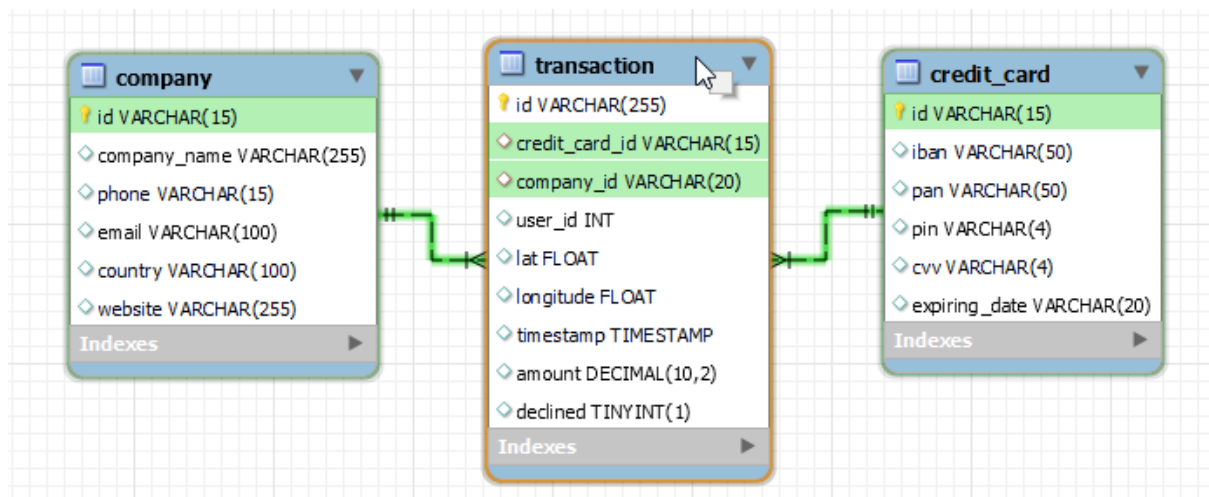 company
id VARCHAR(15)
company_name VARCHAR(255)
phone VARCHAR(15)
email VARCHAR(100)
country VARCHAR(100)
website VARCHAR(255)
Indexes
transaction
id VARCHAR(255)
credit_card_id VARCHAR(15)
company_id VARCHAR(20)
user_id INT
lat FLOAT
longitude FLOAT
timestamp TIMESTAMP
amount DECIMAL(10,2)
declined TINYINT(1)
Indexes
credit_card
id VARCHAR(15)
iban VARCHAR(50)
pan VARCHAR(50)
pin VARCHAR(4)
cvv VARCHAR(4)
expiring_date VARCHAR(20)
Indexes